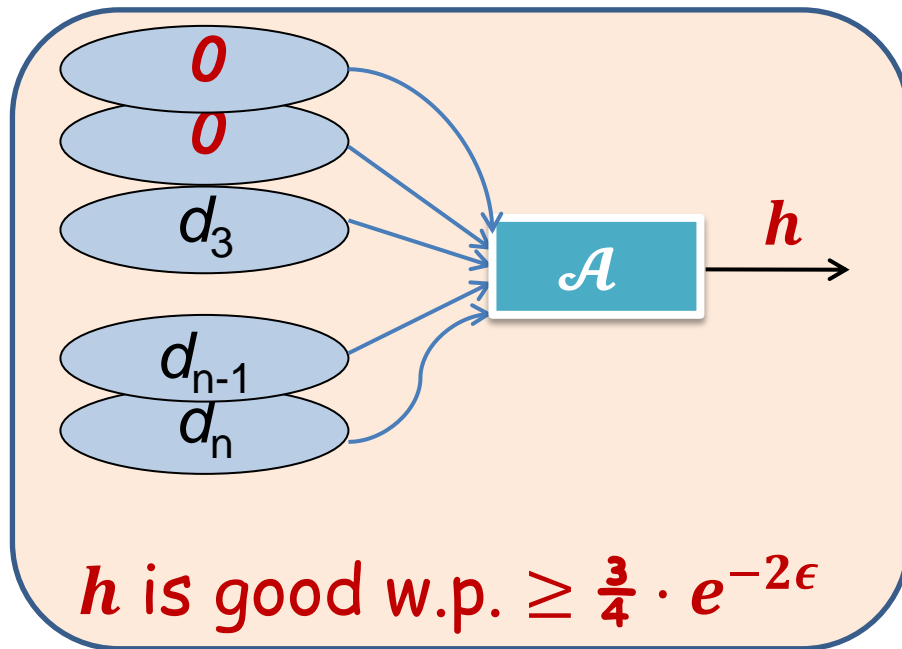 0
0
d₃
𝒜
h
dₙ₋₁
dₙ
h is good w.p. ≥ 3/4 · e^{−2ϵ}